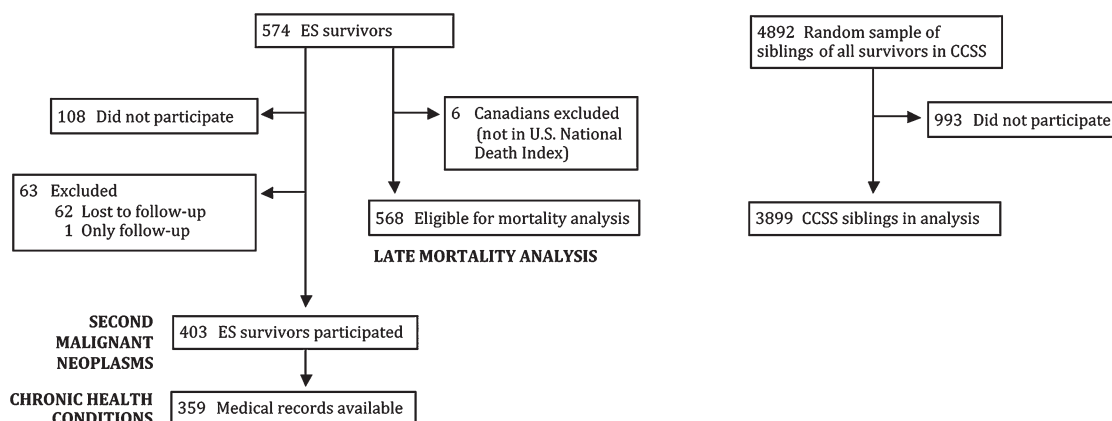 574 ES survivors
108 Did not participate
6 Canadians excluded
(not in U.S. National
Death Index)
63 Excluded
62 Lost to follow-up
1 Only follow-up
568 Eligible for mortality analysis
LATE MORTALITY ANALYSIS
SECOND
MALIGNANT
NEOPLASMS
403 ES survivors participated
CHRONIC HEALTH
CONDITIONS
359 Medical records available
4892 Random sample of
siblings of all survivors in CCSS
993 Did not participate
3899 CCSS siblings in analysis